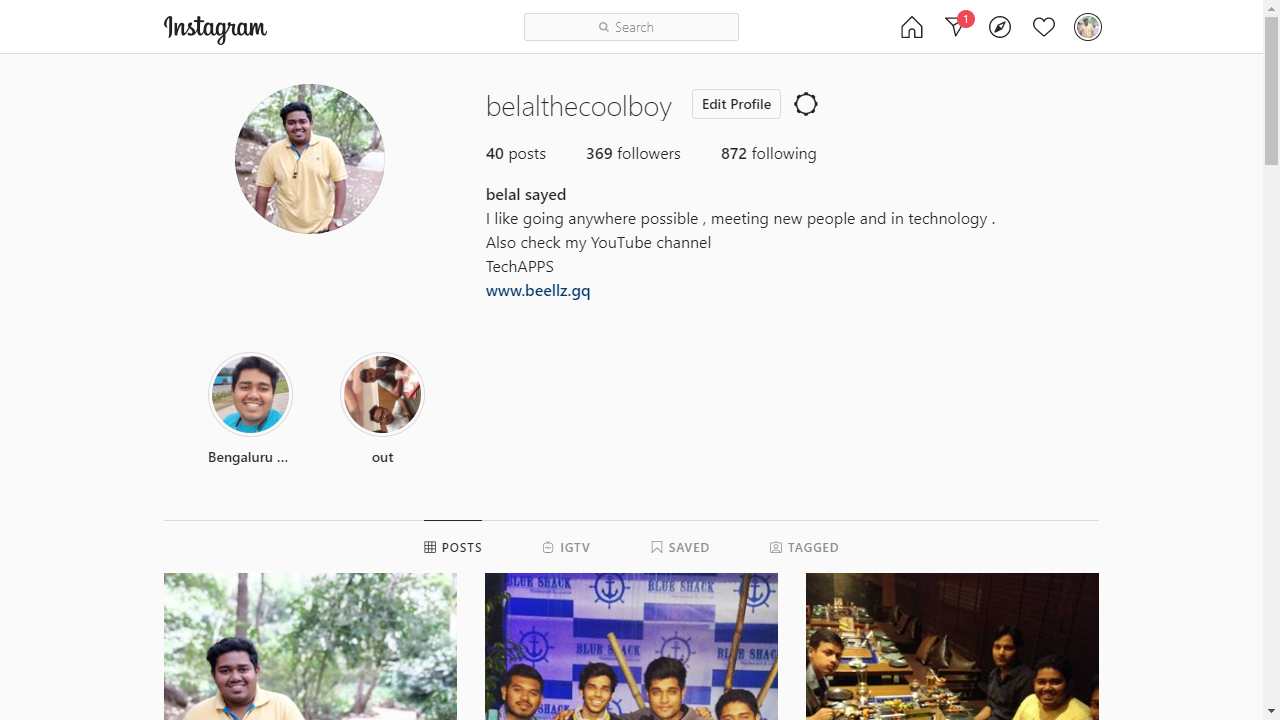 Instagram
Search
1
belalthecoolboy
Edit Profile
40 posts 369 followers 872 following
belal sayed
I like going anywhere possible , meeting new people and in technology .
Also check my YouTube channel
TechAPPS
www.beellz.gq
Bengaluru ...
out
POSTS IGTV SAVED TAGGED
BLUE SHACK
BLUE SHACK
BLUE SHACK